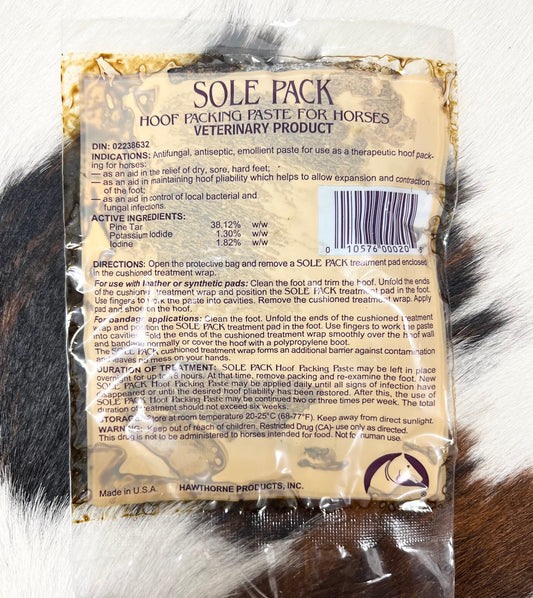 SOLE PACK
HOOF PACKING PASTE FOR HORSES
VETERINARY PRODUCT
DIN: 02238632
INDICATIONS: Antifungal, antiseptic, emollient paste for use as a therapeutic hoof pack-
ing for horses:
— as an aid in the relief of dry, sore, hard feet;
— as an aid in maintaining hoof pliability which helps to allow expansion and contraction
of the foot;
— as an aid in control of local bacterial and
fungal infecions.
ACTIVE INGREDIENTS:
Pine Tar 38.12% w/w
Potassium Iodide 1.30% w/w
Iodine 1.82% w/w
0 10576 00020
DIRECTIONS: Open the protective bag and remove a SOLE PACK treatment pad enclosed
in the cushioned treatment wrap.
For use with leather or synthetic pads: Clean the foot and trim the hoof. Unfold the ends
of the cushioned treatment wrap and position the SOLE PACK treatment pad in the foot.
Use fingers to work the paste into cavities. Remove the cushioned treatment wrap. Apply
pad and shoe on the hoof.
For bandage applications: Clean the foot. Unfold the ends of the cushioned treatment
wrap and position the SOLE PACK treatment pad in the foot. Use fingers to work the paste
into cavities. Fold the ends of the cushioned treatment wrap smoothly over the hoof wall
and bandage normally or cover the hoof with a polypropylene boot.
The SOLE PACK cushioned treatment wrap forms an additional barrier against contamination
and leaves no mess on your hands.
DURATION OF TREATMENT: SOLE PACK Hoof Packing Paste may be left in place
overnight for up to 18 hours. At that time, remove packing and re-examine the foot. New
SOLE PACK Hoof Packing Paste may be applied daily until all signs of infection have
disappeared or until the desired hoof pliability has been restored. After this, the use of
SOLE PACK Hoof Packing Paste may be continued two or three times per week. The total
duration of treatment should not exceed six weeks.
STORAGE: Store at room temperature 20-25°C (68-77°F). Keep away from direct sunlight.
WARNING: Keep out of reach of children. Restricted Drug (CA)- use only as directed.
This drug is not to be administered to horses intended for food. Not for human use.
Made in U.S.A. HAWTHORNE PRODUCTS, INC.
®